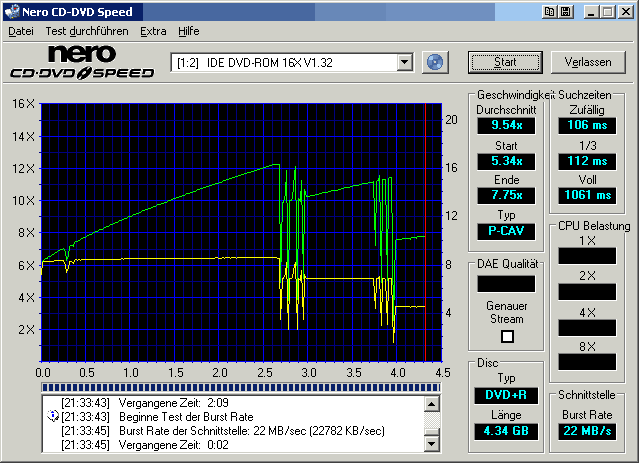 Nero CD-DVD Speed
Datei Test durchführen Extra Hilfe
nero
CD-DVD SPEED
[1:2] IDE DVD-ROM 16X V1.32
Start
Verlassen
16 X
14 X
12 X
10 X
8 X
6 X
4 X
2 X
20
16
12
8
4
0.0 0.5 1.0 1.5 2.0 2.5 3.0 3.5 4.0 4.5
Geschwindigkeit
Durchschnitt
9.54x
Start
5.34x
Ende
7.75x
Typ
P-CAV
Suchzeiten
Zufällig
106 ms
1/3
112 ms
Voll
1061 ms
DAE Qualität
Genauer
Stream
CPU Belastung
1 X
2 X
4 X
8 X
Disc
Typ
DVD+R
Länge
4.34 GB
Schnittstelle
Burst Rate
22 MB/s
[21:33:43] Vergangene Zeit: 2:09
[21:33:43] Beginne Test der Burst Rate
[21:33:45] Burst Rate der Schnittstelle: 22 MB/sec (22782 KB/sec)
[21:33:45] Vergangene Zeit: 0:02